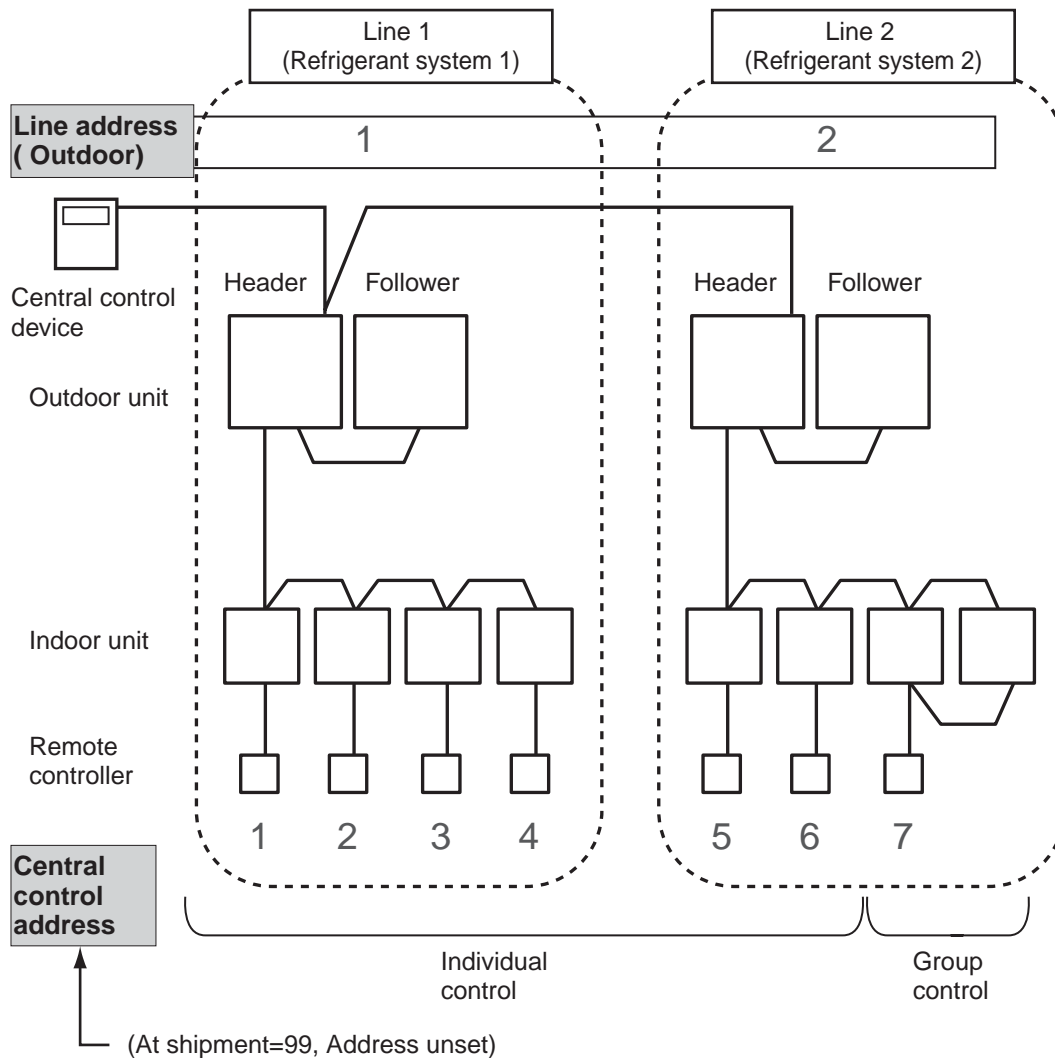 Line 1
(Refrigerant system 1)
Line 2
(Refrigerant system 2)
Line address
( Outdoor)
1
2
Central control
device
Header
Follower
Header
Follower
Outdoor unit
Indoor unit
Remote
controller
1
2
3
4
5
6
7
Central
control
address
Individual
control
Group
control
(At shipment=99, Address unset)